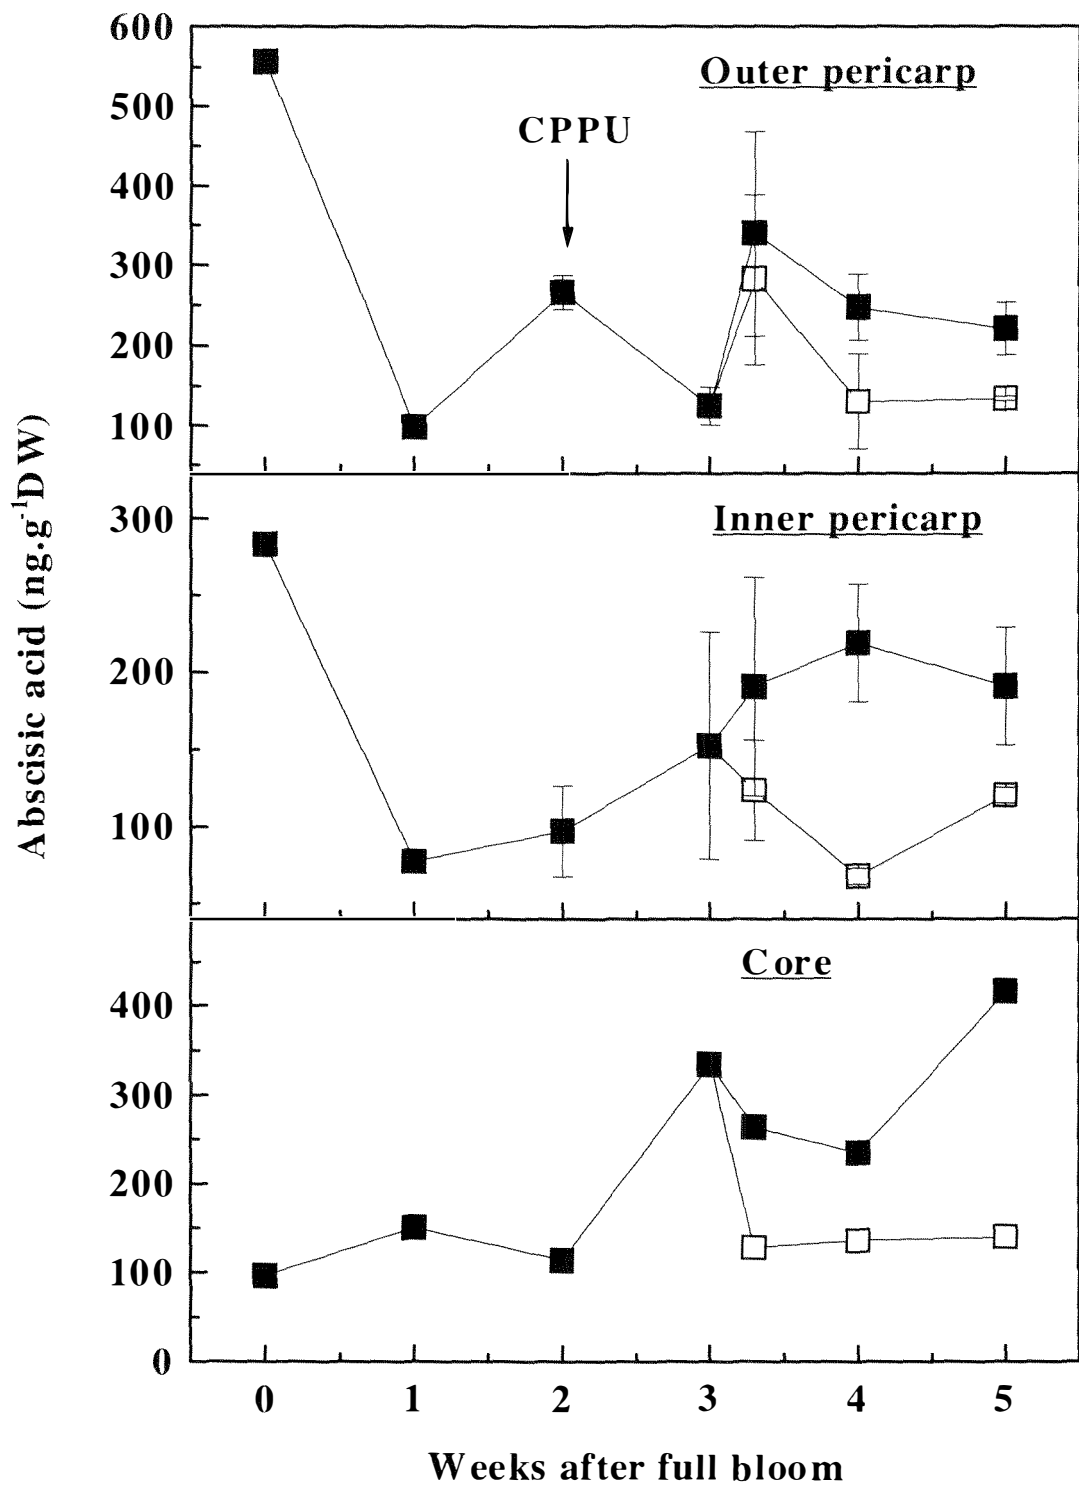 600
500
400
300
200
100
Outer pericarp
CPPU
300
200
100
Inner pericarp
Abscisic acid (ng.g⁻¹DW)
400
300
200
100
0
Core
0 1 2 3 4 5
Weeks after full bloom